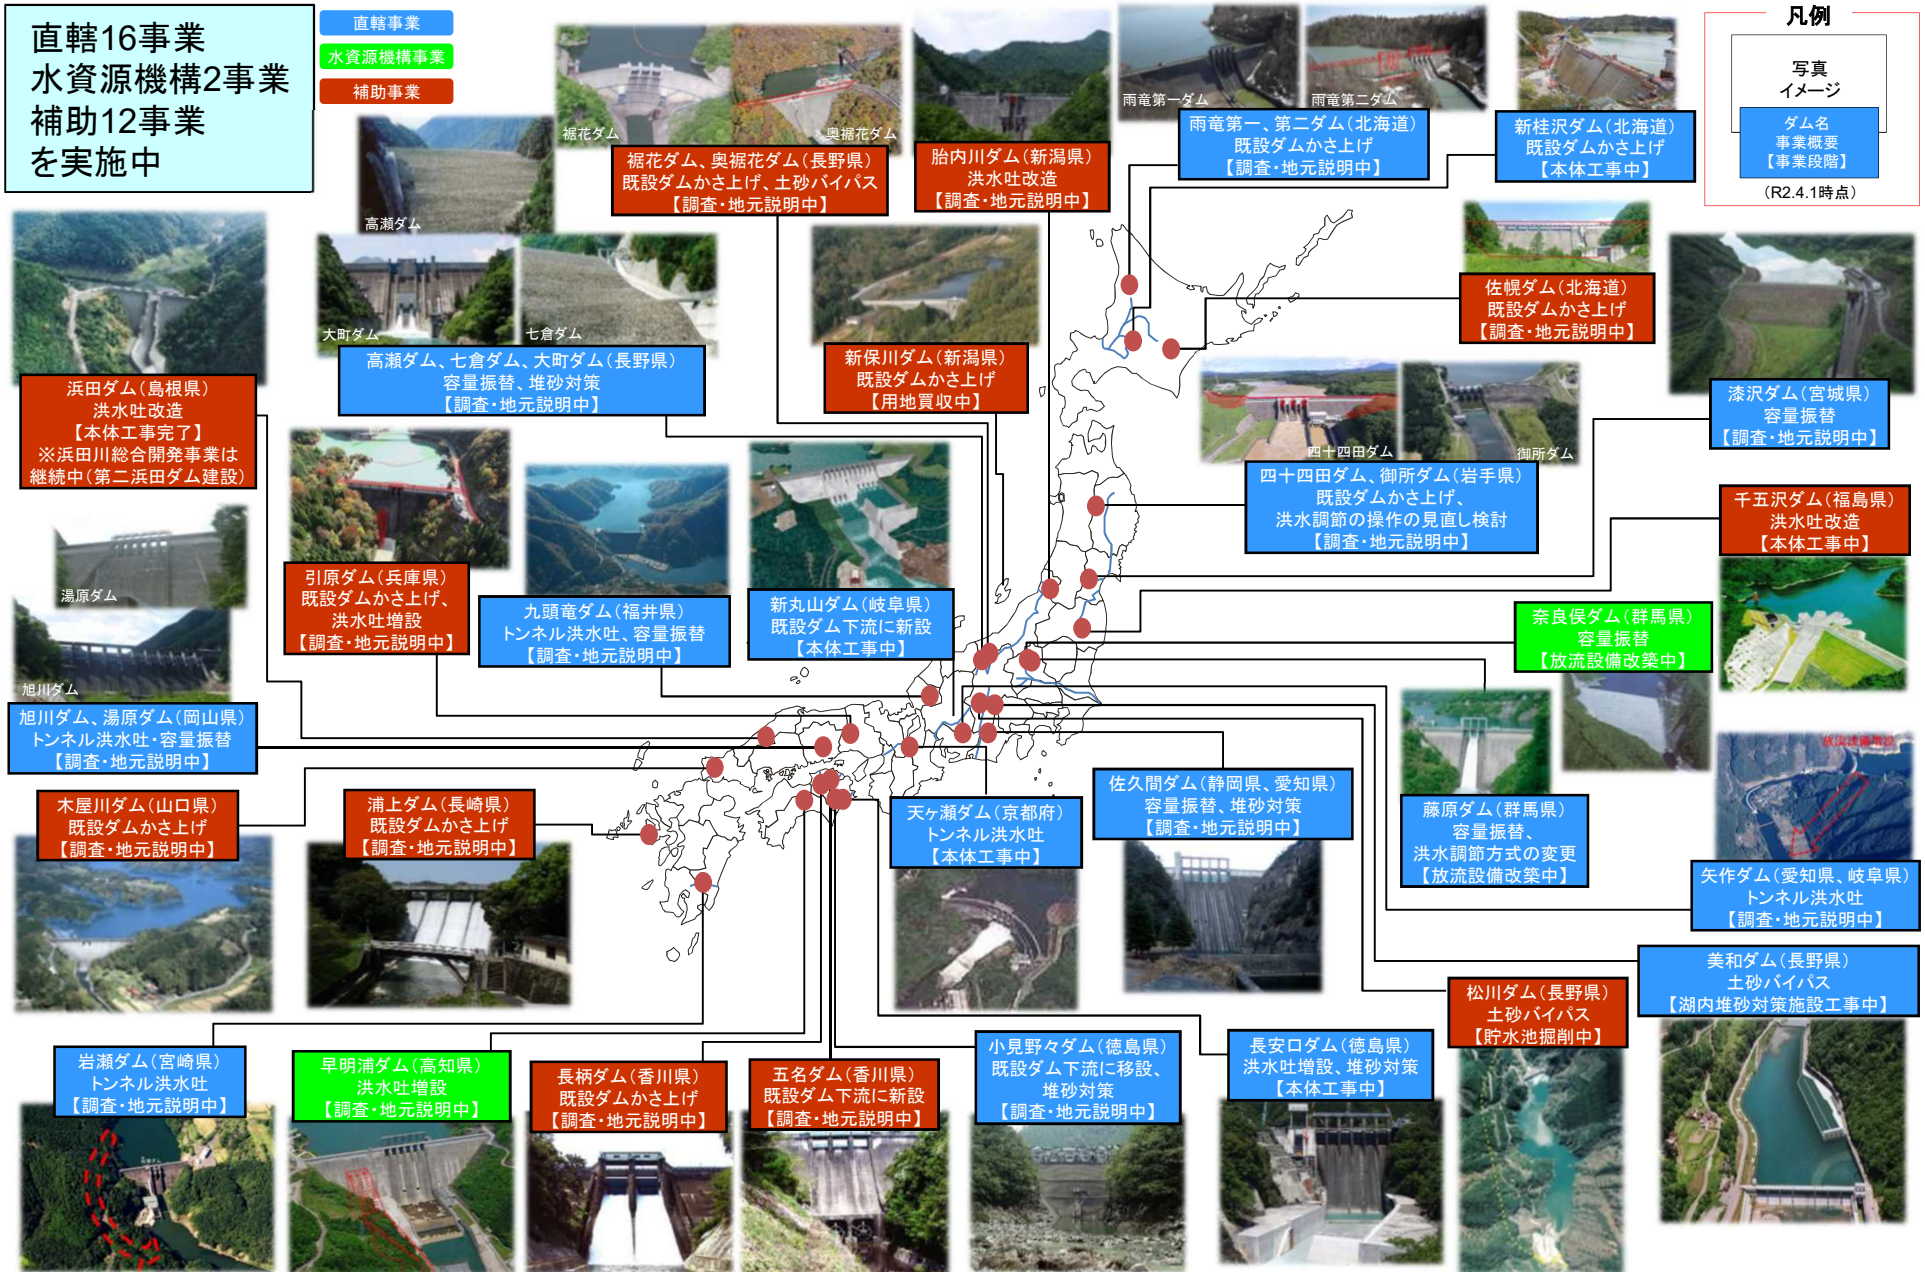 直轄16事業
水資源機構2事業
補助12事業
を実施中
直轄事業
水資源機構事業
補助事業
凡例
写真
イメージ
ダム名
事業概要
【事業段階】
(R2.4.1時点)
裾花ダム
奥裾花ダム
裾花ダム、奥裾花ダム(長野県)
既設ダムかさ上げ、土砂バイパス
【調査・地元説明中】
胎内川ダム(新潟県)
洪水吐改造
【調査・地元説明中】
雨竜第一ダム
雨竜第二ダム
雨竜第一、第二ダム(北海道)
既設ダムかさ上げ
【調査・地元説明中】
新桂沢ダム(北海道)
既設ダムかさ上げ
【本体工事中】
高瀬ダム
大町ダム
七倉ダム
高瀬ダム、七倉ダム、大町ダム(長野県)
容量振替、堆砂対策
【調査・地元説明中】
新保川ダム(新潟県)
既設ダムかさ上げ
【用地買収中】
佐幌ダム(北海道)
既設ダムかさ上げ
【調査・地元説明中】
漆沢ダム(宮城県)
容量振替
【調査・地元説明中】
浜田ダム(島根県)
洪水吐改造
【本体工事完了】
※浜田川総合開発事業は
継続中(第二浜田ダム建設)
四十四田ダム
御所ダム
四十四田ダム、御所ダム(岩手県)
既設ダムかさ上げ、
洪水調節の操作の見直し検討
【調査・地元説明中】
千五沢ダム(福島県)
洪水吐改造
【本体工事中】
湯原ダム
旭川ダム
旭川ダム、湯原ダム(岡山県)
トンネル洪水吐・容量振替
【調査・地元説明中】
引原ダム(兵庫県)
既設ダムかさ上げ、
洪水吐増設
【調査・地元説明中】
九頭竜ダム(福井県)
トンネル洪水吐、容量振替
【調査・地元説明中】
新丸山ダム(岐阜県)
既設ダム下流に新設
【本体工事中】
奈良俣ダム(群馬県)
容量振替
【放流設備改築中】
木屋川ダム(山口県)
既設ダムかさ上げ
【調査・地元説明中】
浦上ダム(長崎県)
既設ダムかさ上げ
【調査・地元説明中】
天ヶ瀬ダム(京都府)
トンネル洪水吐
【本体工事中】
佐久間ダム(静岡県、愛知県)
容量振替、堆砂対策
【調査・地元説明中】
藤原ダム(群馬県)
容量振替、
洪水調節方式の変更
【放流設備改築中】
放流設備増設
矢作ダム(愛知県、岐阜県)
トンネル洪水吐
【調査・地元説明中】
美和ダム(長野県)
土砂バイパス
【湖内堆砂対策施設工事中】
松川ダム(長野県)
土砂バイパス
【貯水池掘削中】
岩瀬ダム(宮崎県)
トンネル洪水吐
【調査・地元説明中】
早明浦ダム(高知県)
洪水吐増設
【調査・地元説明中】
長柄ダム(香川県)
既設ダムかさ上げ
【調査・地元説明中】
五名ダム(香川県)
既設ダム下流に新設
【調査・地元説明中】
小見野々ダム(徳島県)
既設ダム下流に移設、
堆砂対策
【調査・地元説明中】
長安口ダム(徳島県)
洪水吐増設、堆砂対策
【本体工事中】